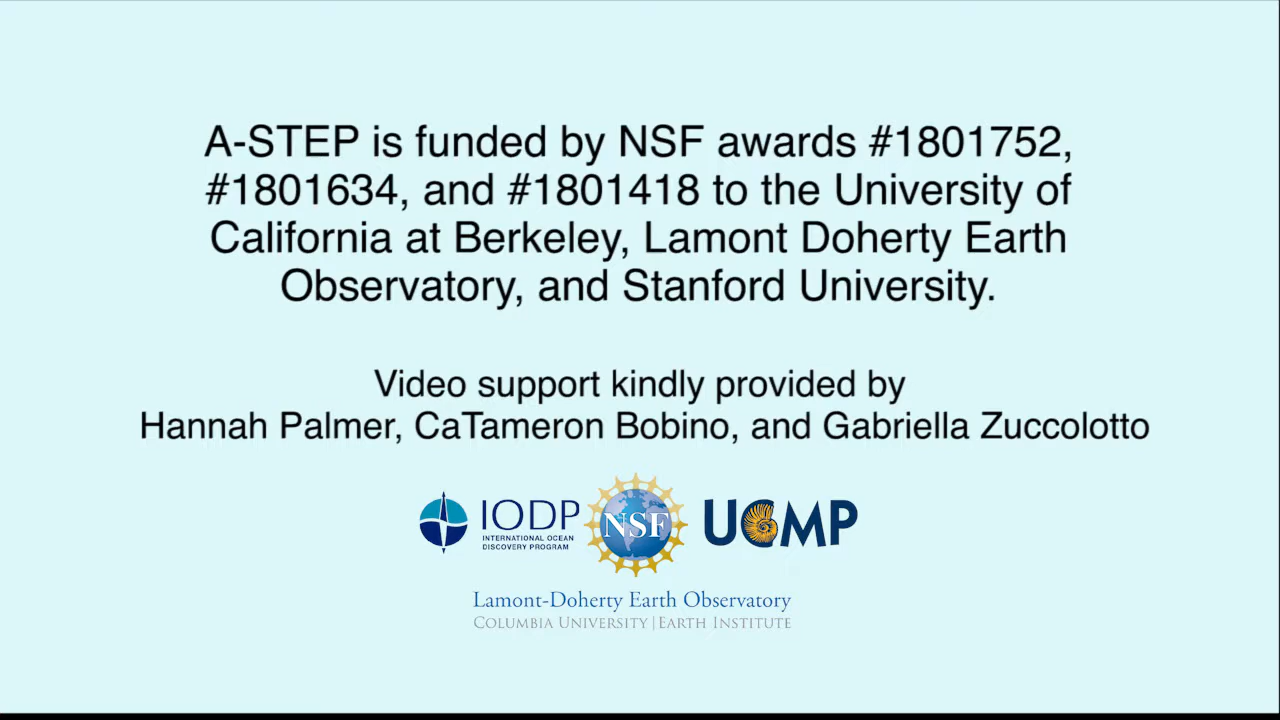 A-STEP is funded by NSF awards #1801752,
#1801634, and #1801418 to the University of
California at Berkeley, Lamont Doherty Earth
Observatory, and Stanford University.
Video support kindly provided by
Hannah Palmer, CaTameron Bobino, and Gabriella Zuccolotto
IODP
INTERNATIONAL OCEAN
DISCOVERY PROGRAM
NSF
UCMP
Lamont-Doherty Earth Observatory
COLUMBIA UNIVERSITY | EARTH INSTITUTE